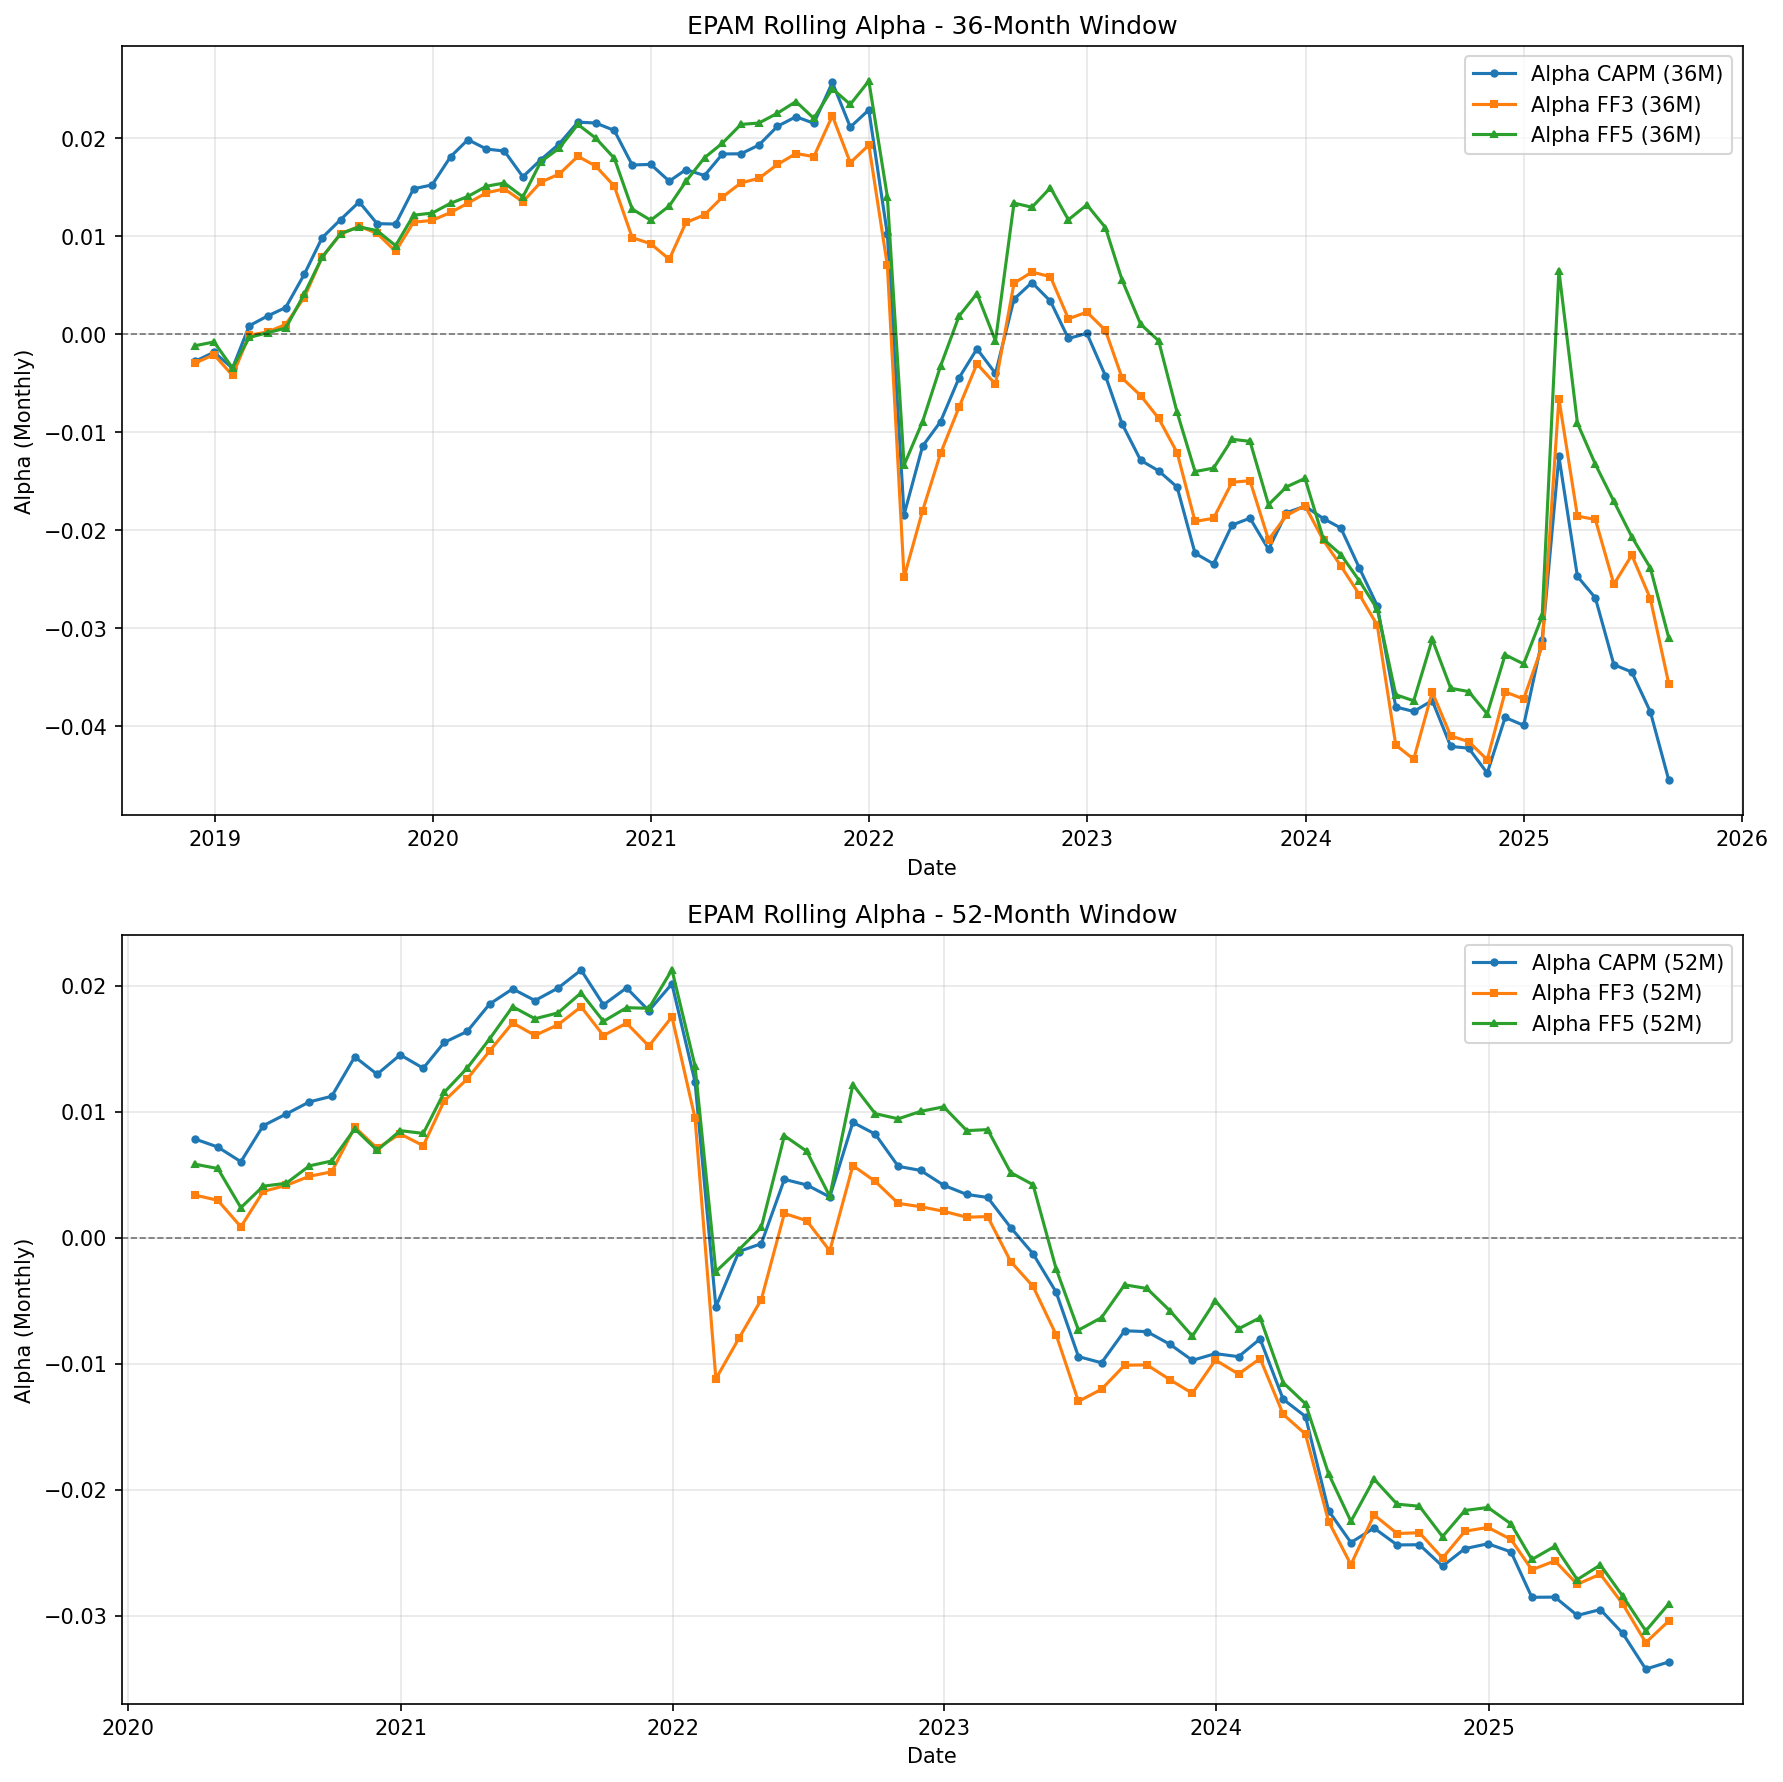 EPAM Rolling Alpha - 36-Month Window
Alpha CAPM (36M)
Alpha FF3 (36M)
Alpha FF5 (36M)
Alpha (Monthly)
0.02
0.01
0.00
−0.01
−0.02
−0.03
−0.04
2019 2020 2021 2022 2023 2024 2025 2026
Date
EPAM Rolling Alpha - 52-Month Window
Alpha CAPM (52M)
Alpha FF3 (52M)
Alpha FF5 (52M)
Alpha (Monthly)
0.02
0.01
0.00
−0.01
−0.02
−0.03
2020 2021 2022 2023 2024 2025
Date